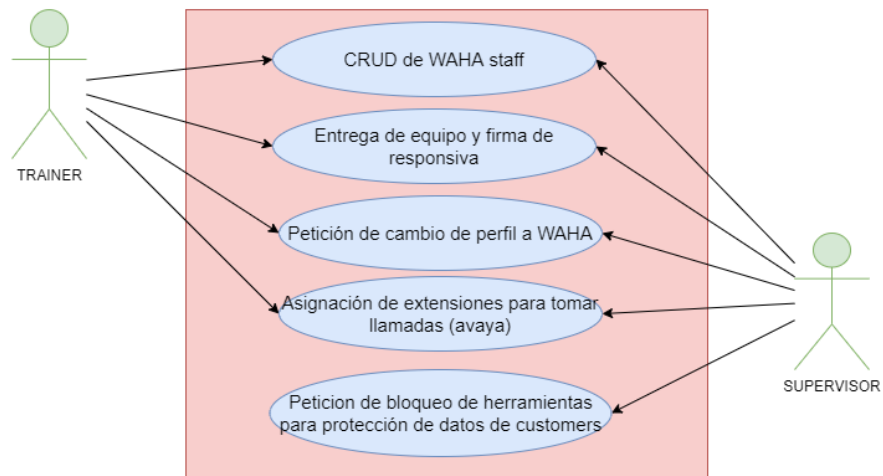 CRUD de WAHA staff
Entrega de equipo y firma de
responsiva
TRAINER
Petición de cambio de perfil a WAHA
Asignación de extensiones para tomar
llamadas (avaya)
SUPERVISOR
Peticion de bloqueo de herramientas
para protección de datos de customers